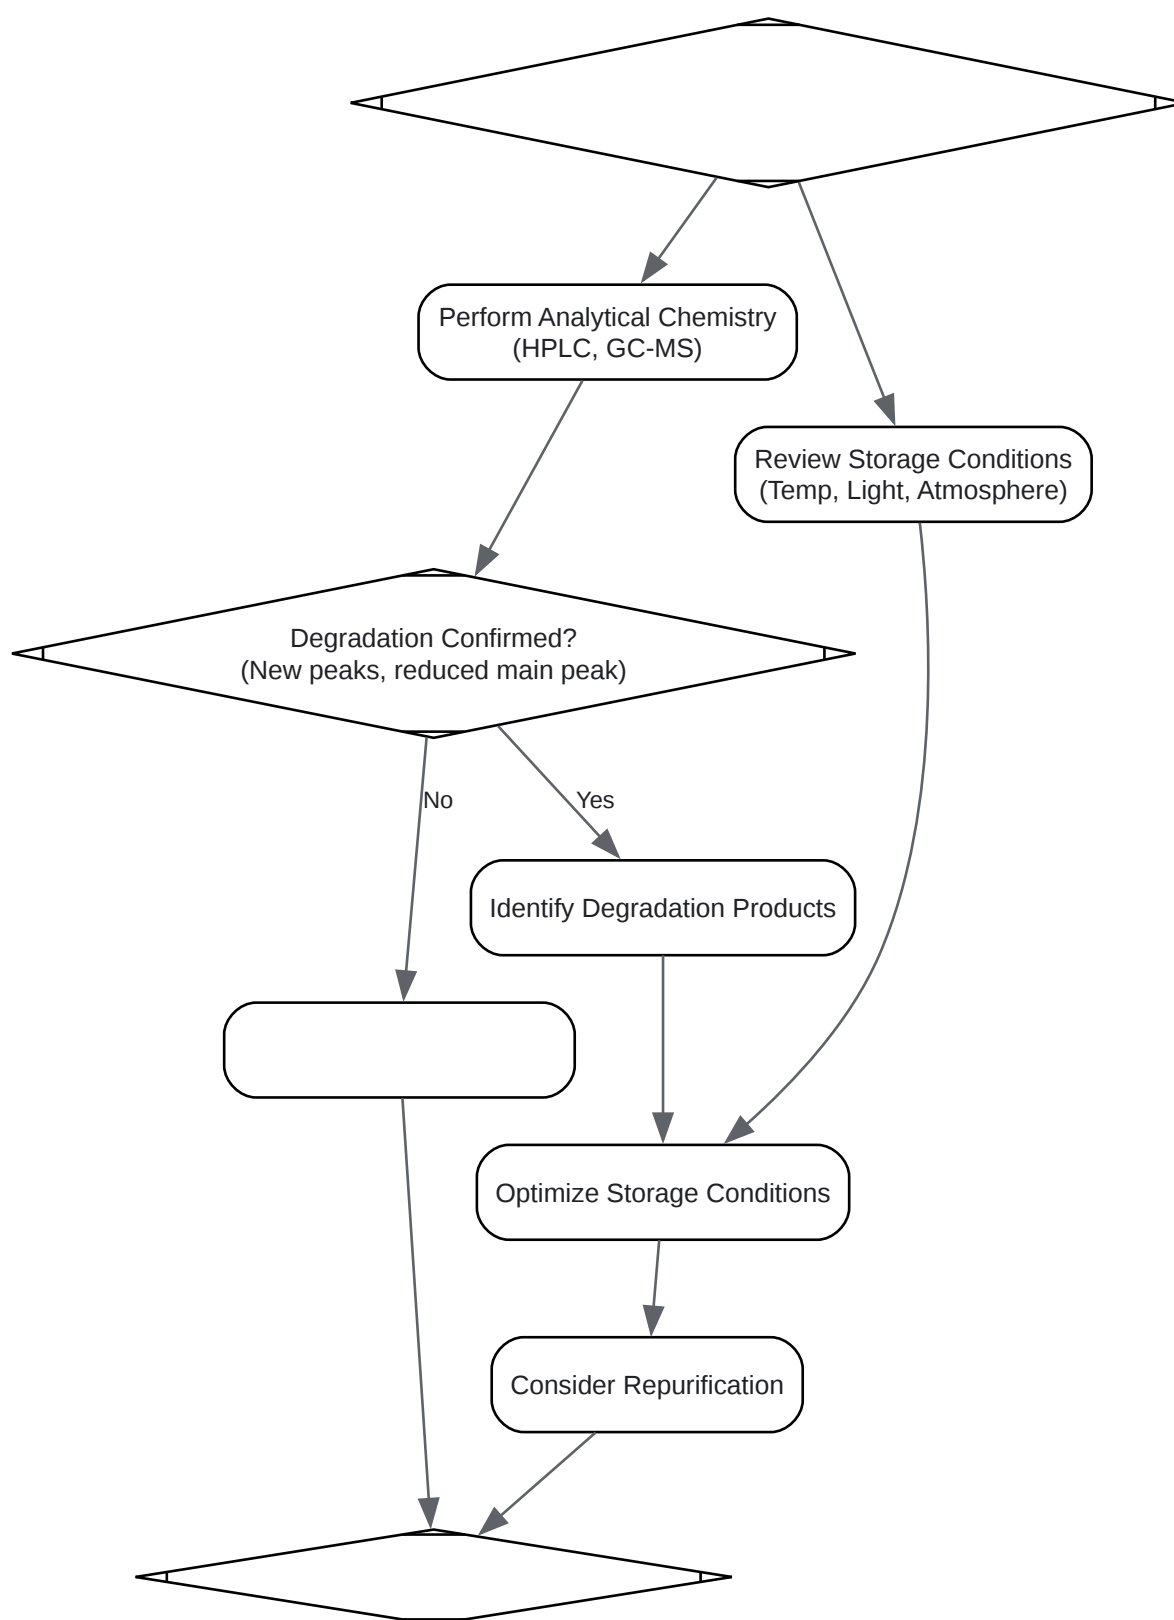 Perform Analytical Chemistry
(HPLC, GC-MS)
Review Storage Conditions
(Temp, Light, Atmosphere)
Degradation Confirmed?
(New peaks, reduced main peak)
No
Yes
Identify Degradation Products
Optimize Storage Conditions
Consider Repurification